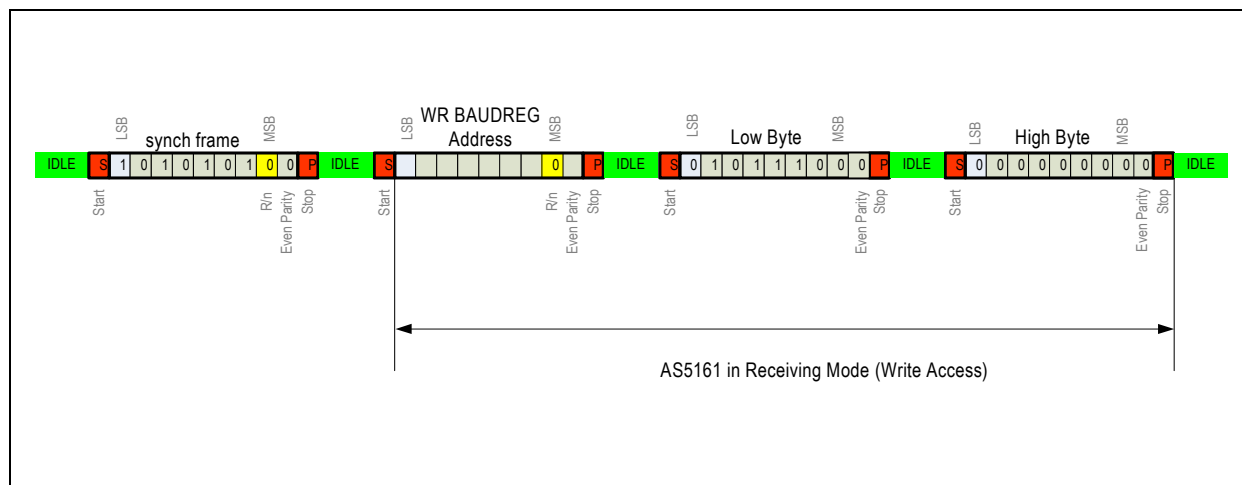 LSB MSB LSB WR BAUDREG MSB LSB MSB LSB MSB
synch frame Address Low Byte High Byte
IDLE S 1 0 1 0 1 0 1 0 0 P IDLE S 0 P IDLE S 0 1 0 1 1 1 0 0 0 P IDLE S 0 0 0 0 0 0 0 0 0 P IDLE
Start R/n Even Parity Stop Start R/n Even Parity Stop Start Even Parity Stop Start Even Parity Stop
AS5161 in Receiving Mode (Write Access)